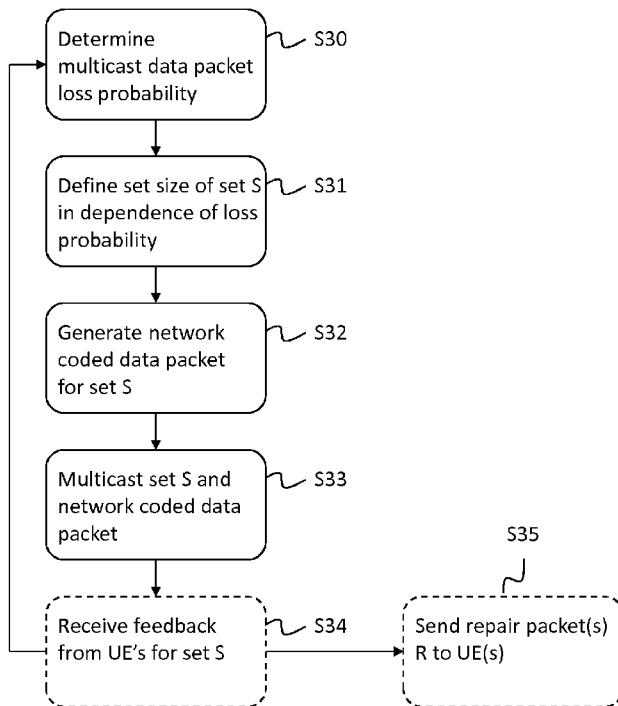 Determine
multicast data packet
loss probability
S30
Define set size of set S
in dependence of loss
probability
S31
Generate network
coded data packet
for set S
S32
Multicast set S and
network coded data
packet
S33
Receive feedback
from UE's for set S
S34
S35
Send repair packet(s)
R to UE(s)